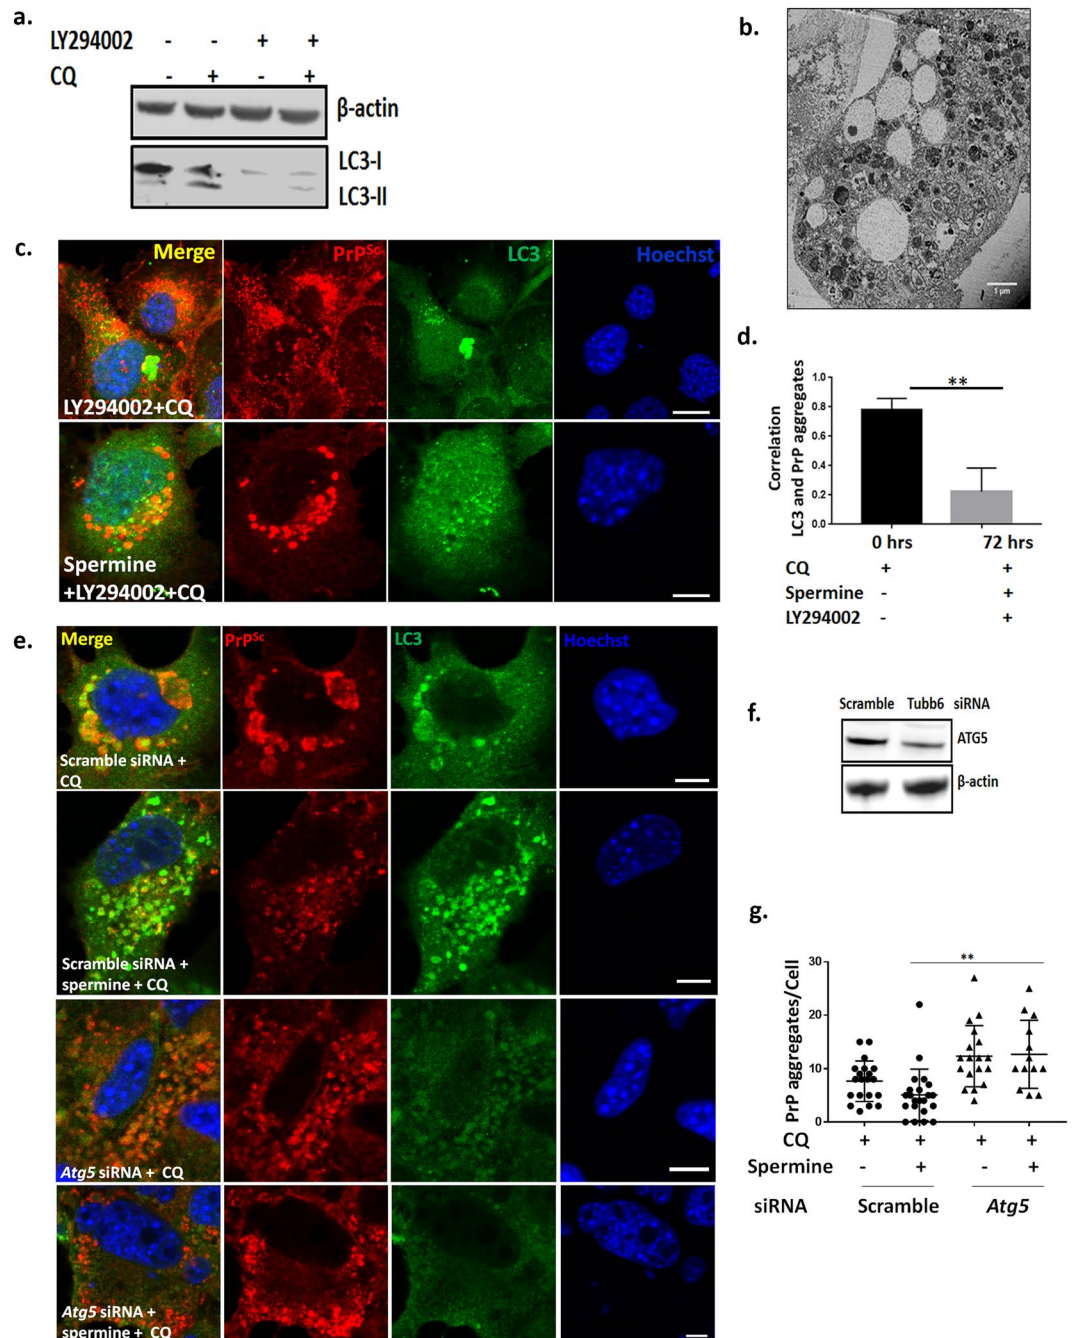 a.
LY294002 - - + +
CQ - + - +
β-actin
LC3-I
LC3-II
b.
1 µm
c.
Merge PrPSc LC3 Hoechst
LY294002+CQ
Spermine
+LY294002+CQ
d.
Correlation
LC3 and PrP aggregates
1.0
0.8
0.6
0.4
0.2
0.0
**
0 hrs 72 hrs
CQ + +
Spermine - +
LY294002 - +
e.
Merge PrPSc LC3 Hoechst
Scramble siRNA +
CQ
Scramble siRNA +
spermine + CQ
Atg5 siRNA + CQ
Atg5 siRNA +
spermine + CQ
f.
Scramble Tubb6 siRNA
ATG5
β-actin
g.
PrP aggregates/Cell
30
20
10
0
**
CQ + + + +
Spermine - + - +
siRNA Scramble Atg5